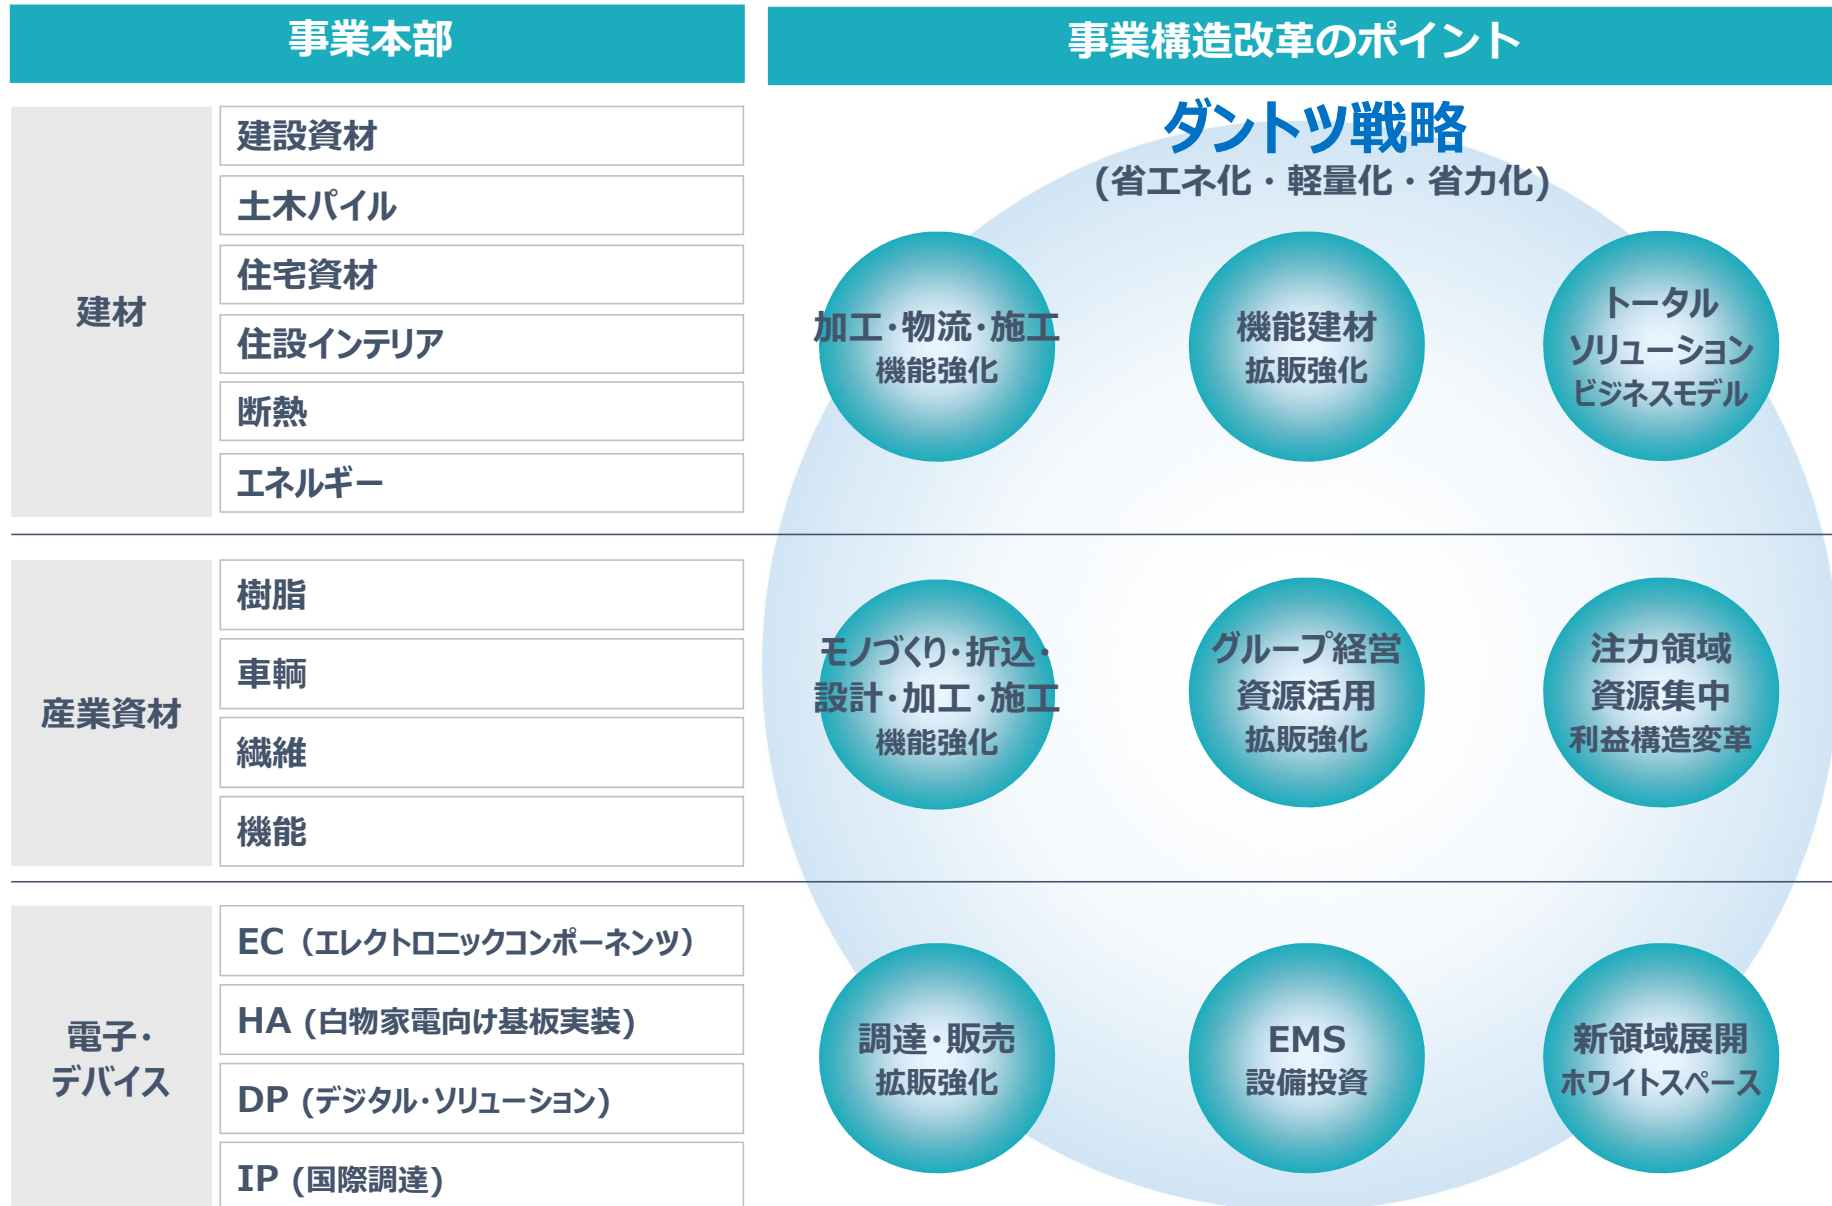 事業本部
事業構造改革のポイント
建材
建設資材
土木パイル
住宅資材
住設インテリア
断熱
エネルギー
ダントツ戦略
(省エネ化・軽量化・省力化)
加工・物流・施工
機能強化
機能建材
拡販強化
トータル
ソリューション
ビジネスモデル
産業資材
樹脂
車輌
繊維
機能
モノづくり・折込・
設計・加工・施工
機能強化
グループ経営
資源活用
拡販強化
注力領域
資源集中
利益構造変革
電子・
デバイス
EC（エレクトロニックコンポーネンツ）
HA (白物家電向け基板実装)
DP (デジタル・ソリューション)
IP (国際調達)
調達・販売
拡販強化
EMS
設備投資
新領域展開
ホワイトスペース